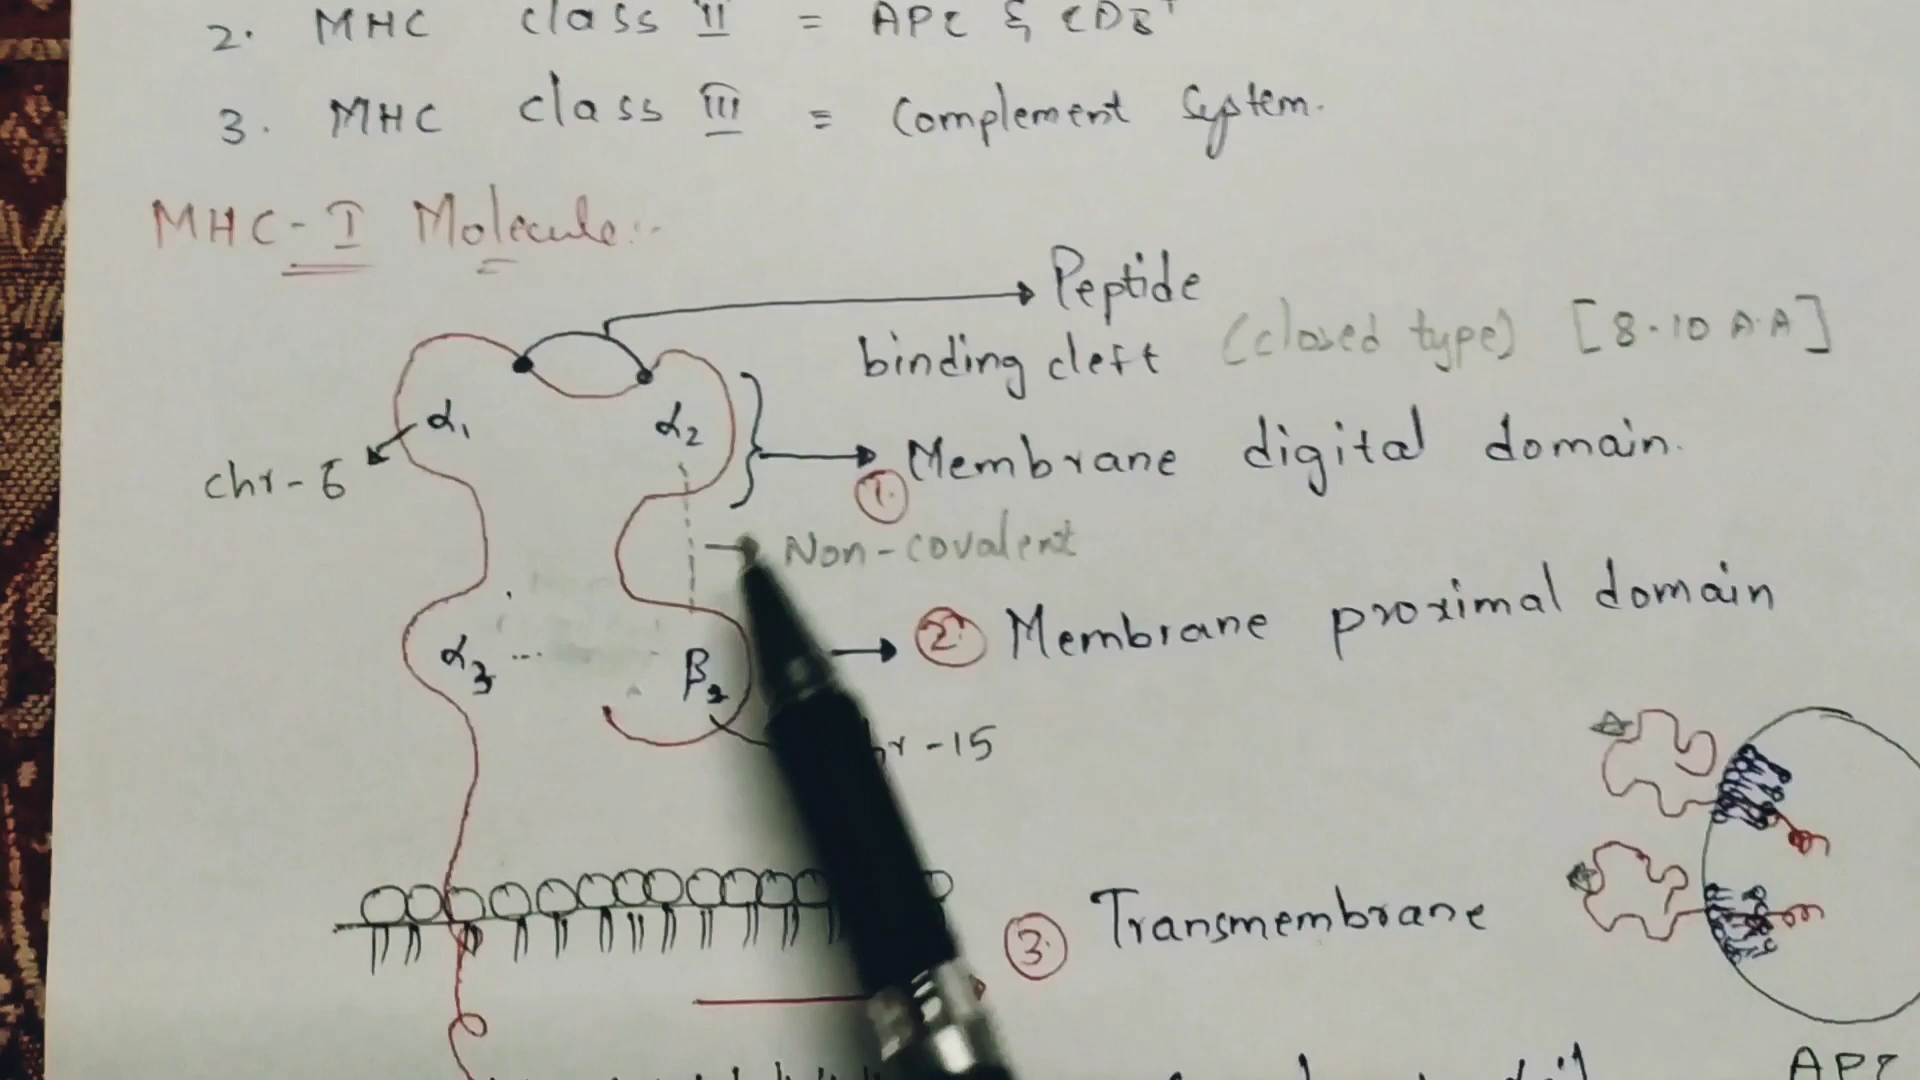 2. MHC class II = APC & CD8+
3. MHC class III = Complement System.
MHC-I Molecule:-
Peptide
binding cleft (closed type) [8-10 A.A]
α1
α2
chr-6
① Membrane digital domain.
Non-covalent
② Membrane proximal domain
α3
β2
-15
③ Transmembrane
APC